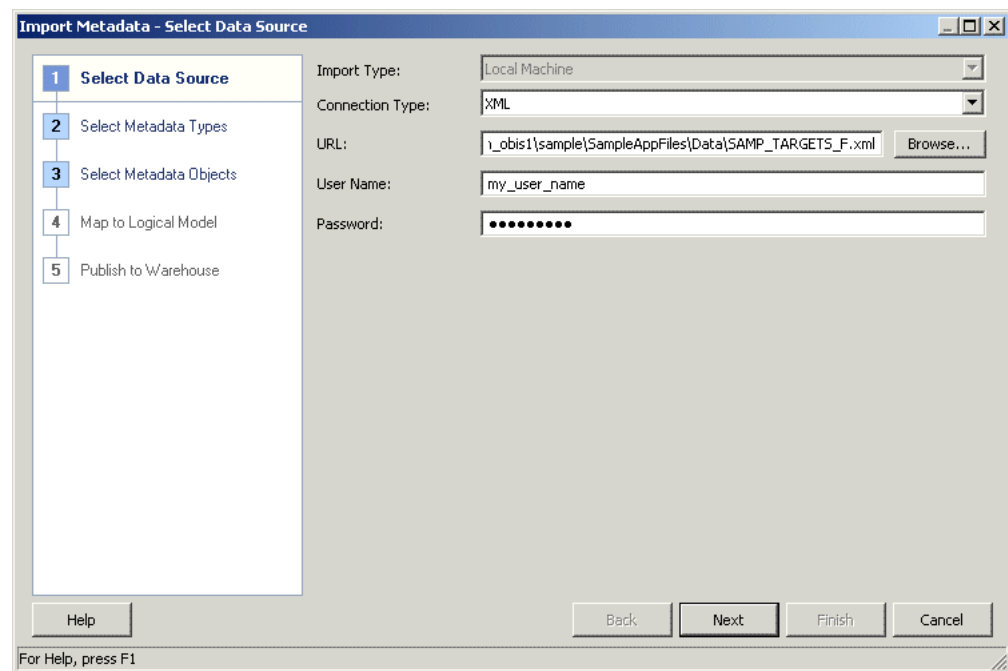 Import Metadata - Select Data Source
1 Select Data Source
2 Select Metadata Types
3 Select Metadata Objects
4 Map to Logical Model
5 Publish to Warehouse
Import Type: Local Machine
Connection Type: XML
URL: n_obis1\sample\SampleAppFiles\Data\SAMP_TARGETS_F.xml Browse...
User Name: my_user_name
Password: ●●●●●●●●●
Help Back Next Finish Cancel
For Help, press F1